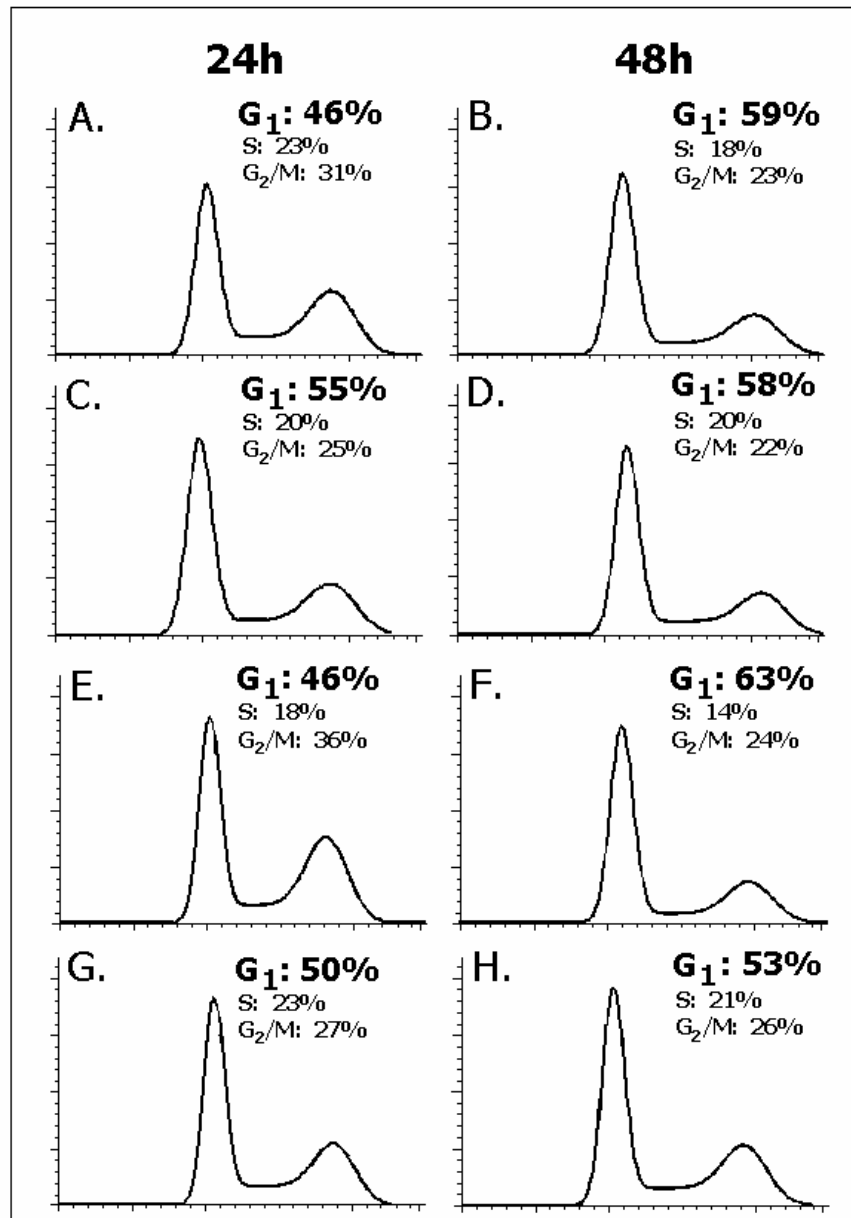 24h 48h
A. G1: 46%
S: 23%
G2/M: 31%
B. G1: 59%
S: 18%
G2/M: 23%
C. G1: 55%
S: 20%
G2/M: 25%
D. G1: 58%
S: 20%
G2/M: 22%
E. G1: 46%
S: 18%
G2/M: 36%
F. G1: 63%
S: 14%
G2/M: 24%
G. G1: 50%
S: 23%
G2/M: 27%
H. G1: 53%
S: 21%
G2/M: 26%